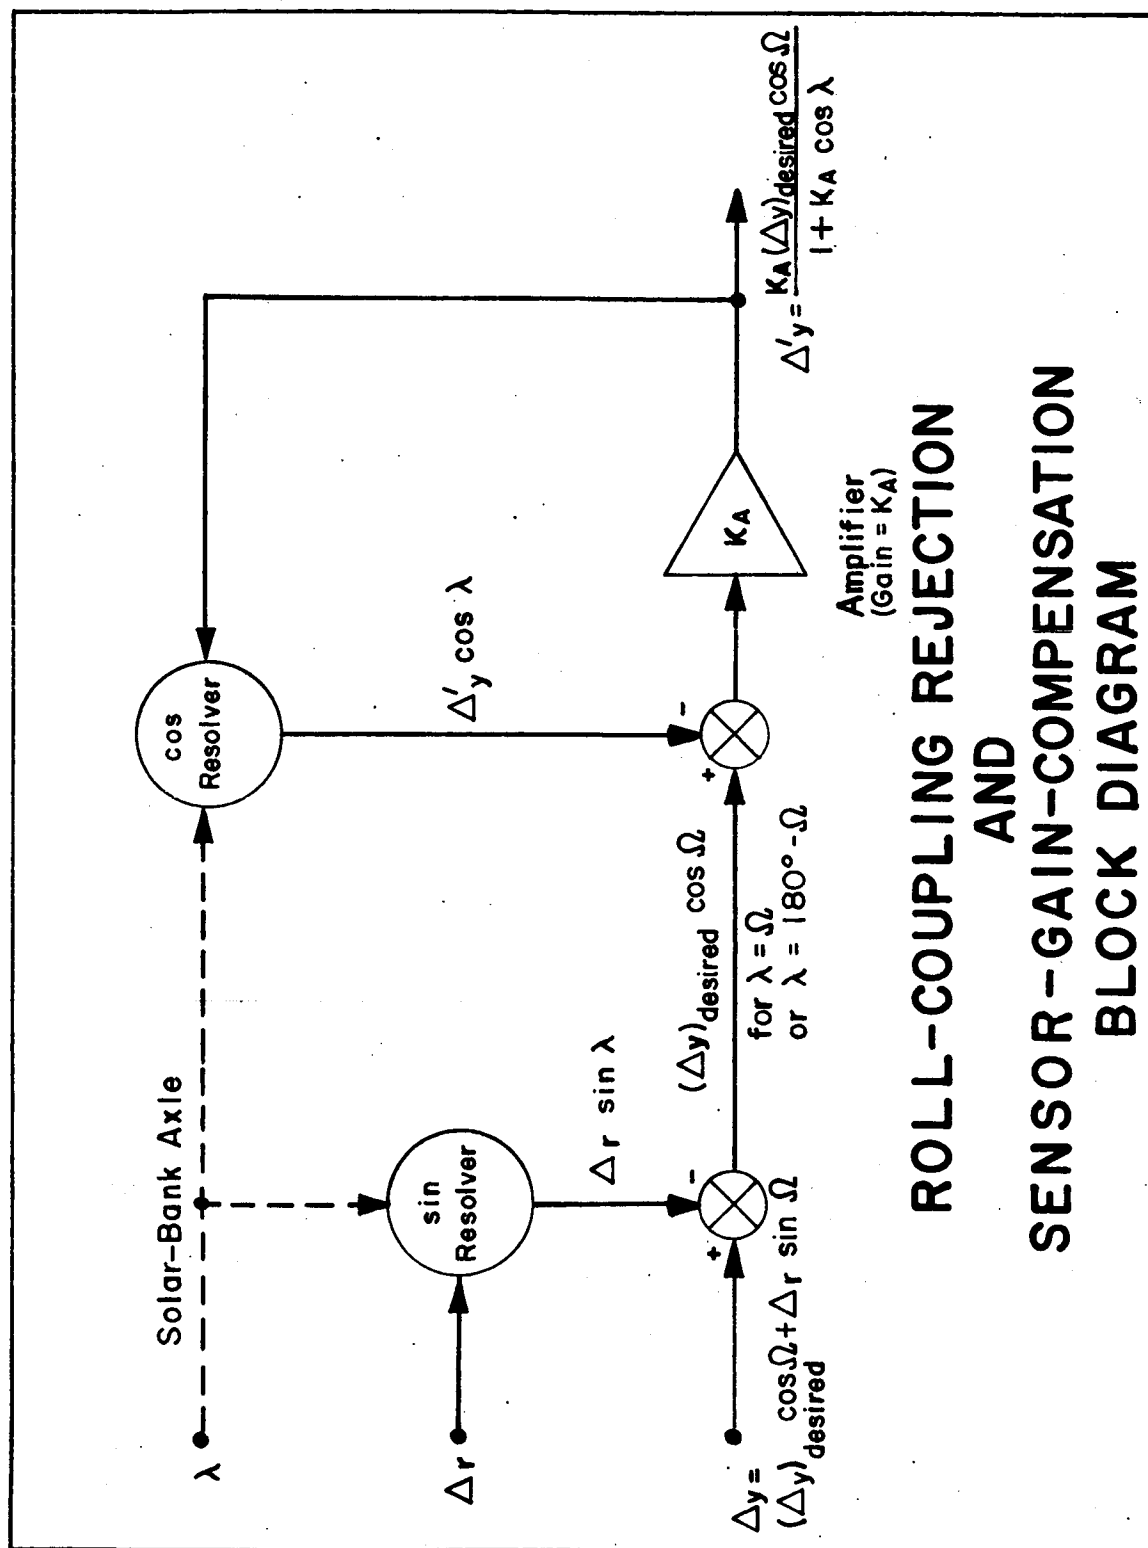 Solar-Bank Axle
λ
cos
Resolver
sin
Resolver
Δr
Δ'y cos λ
Δr sin λ
(Δy)desired cos Ω
for λ = Ω
or λ = 180° - Ω
+
-
+
-
KA
Amplifier
(Gain = KA)
Δy =
(Δy)desired cos Ω + Δr sin Ω
Δ'y = KA (Δy)desired cos Ω
1 + KA cos λ
ROLL-COUPLING REJECTION
AND
SENSOR-GAIN-COMPENSATION
BLOCK DIAGRAM